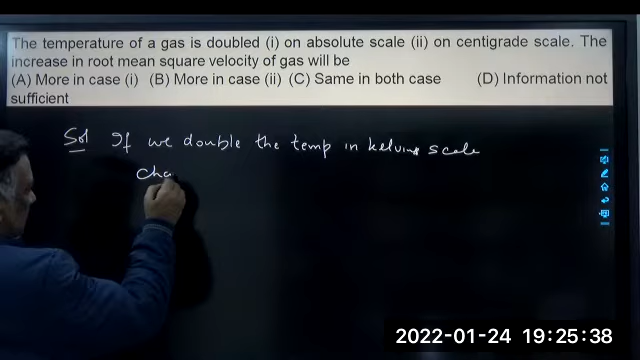 The temperature of a gas is doubled (i) on absolute scale (ii) on centigrade scale. The
increase in root mean square velocity of gas will be
(A) More in case (i) (B) More in case (ii) (C) Same in both case (D) Information not
sufficient
Sol If we double the temp in kelvin scale
Cha
2022-01-24 19:25:38